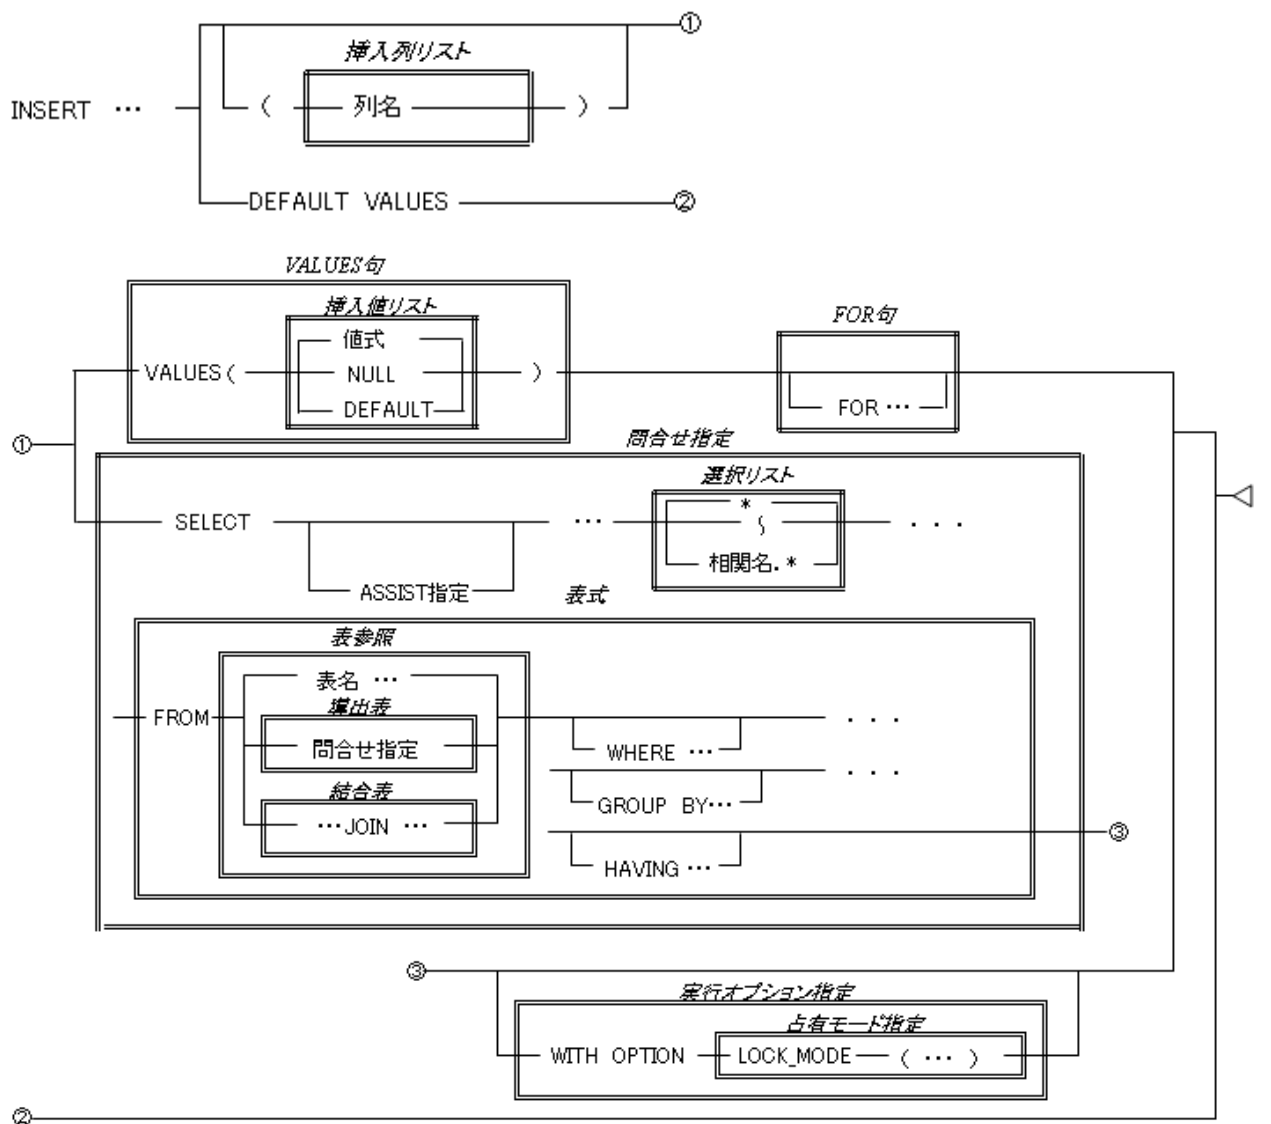 ①
挿入列リスト
INSERT … ( 列名 )
DEFAULT VALUES ②
VALUES句
挿入値リスト
FOR句
値式
VALUES( NULL )
DEFAULT
FOR …
①
問合せ指定
選択リスト
*
SELECT … ∫ . . .
相関名.*
ASSIST指定
表式
表参照
表名 …
導出表
FROM . . .
問合せ指定
WHERE …
. . .
結合表
GROUP BY…
…JOIN …
③
HAVING …
③
実行オプション指定
占有モード指定
WITH OPTION LOCK_MODE ( … )
②